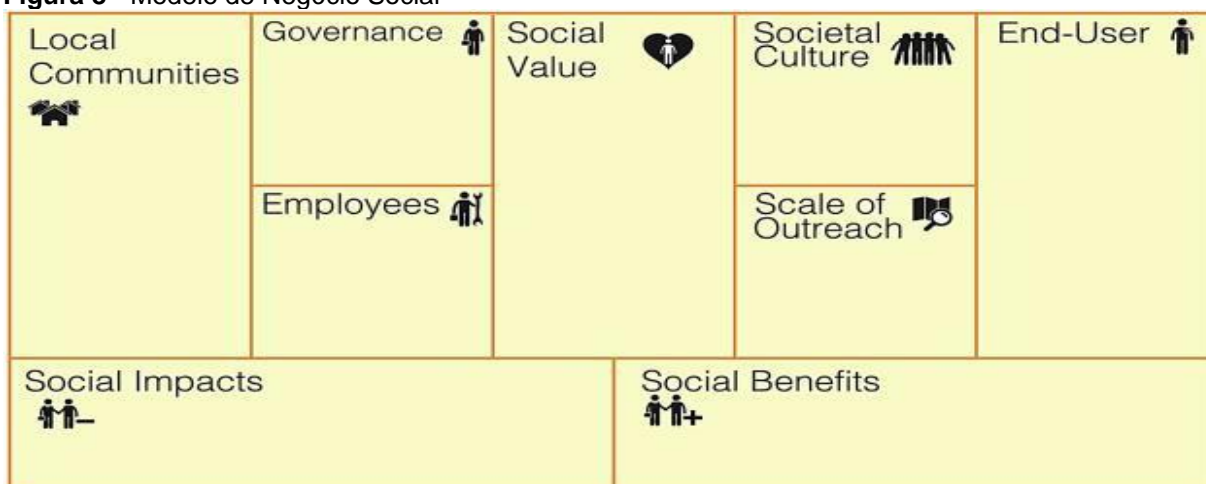 Figura - Modelo de Negócio Social
Local
Communities
Governance
Employees
Social
Value
Societal
Culture
Scale of
Outreach
End-User
Social Impacts
Social Benefits